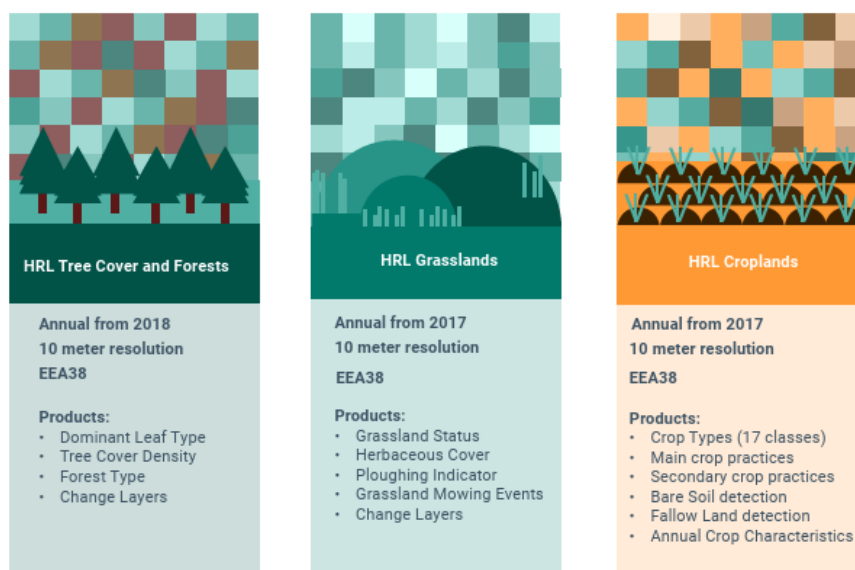 HRL Tree Cover and Forests
Annual from 2018
10 meter resolution
EEA38
Products:
• Dominant Leaf Type
• Tree Cover Density
• Forest Type
• Change Layers
HRL Grasslands
Annual from 2017
10 meter resolution
EEA38
Products:
• Grassland Status
• Herbaceous Cover
• Ploughing Indicator
• Grassland Mowing Events
• Change Layers
HRL Croplands
Annual from 2017
10 meter resolution
EEA38
Products:
• Crop Types (17 classes)
• Main crop practices
• Secondary crop practices
• Bare Soil detection
• Fallow Land detection
• Annual Crop Characteristics